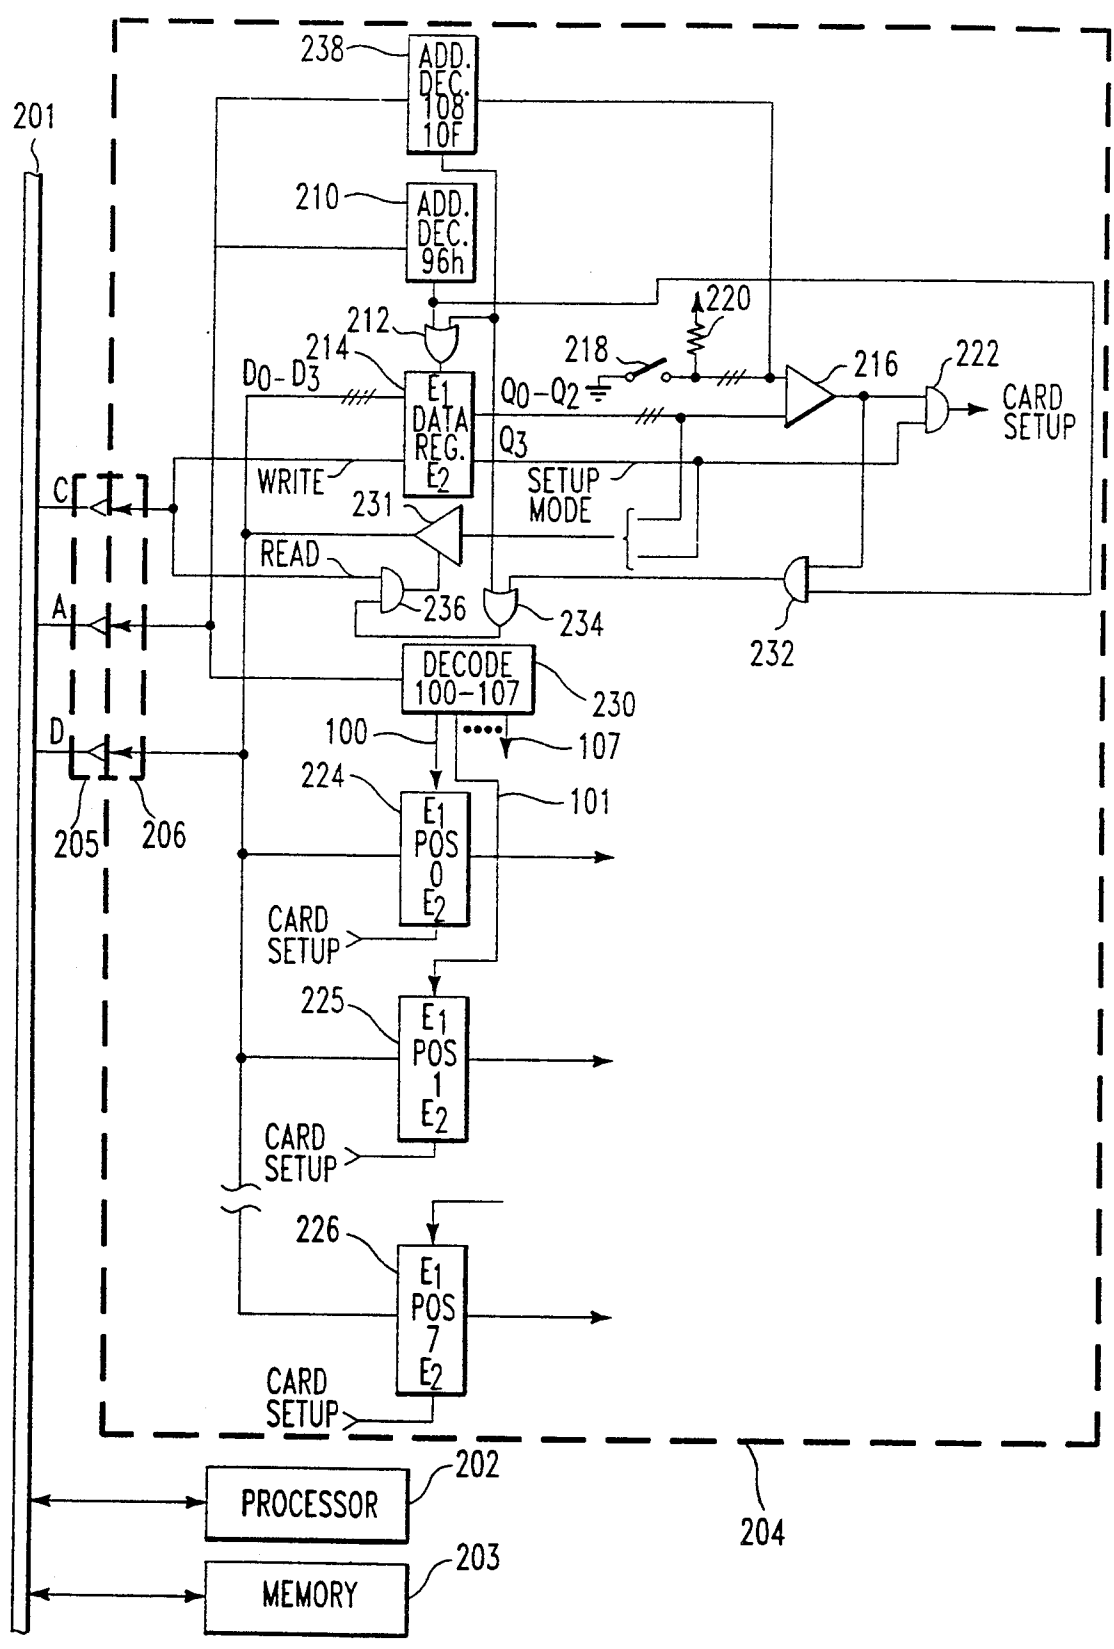 238
ADD.
DEC.
108
10F
201
210
ADD.
DEC.
96h
220
212
214
218
216
222
D0-D3
E1
DATA
REG.
E2
Q0-Q2
Q3
CARD
SETUP
WRITE
SETUP
MODE
C
231
READ
236
234
232
A
DECODE
100-107
230
D
100
107
224
101
205
206
E1
POS
0
E2
CARD
SETUP
225
E1
POS
1
E2
CARD
SETUP
226
E1
POS
7
E2
CARD
SETUP
202
PROCESSOR
204
203
MEMORY